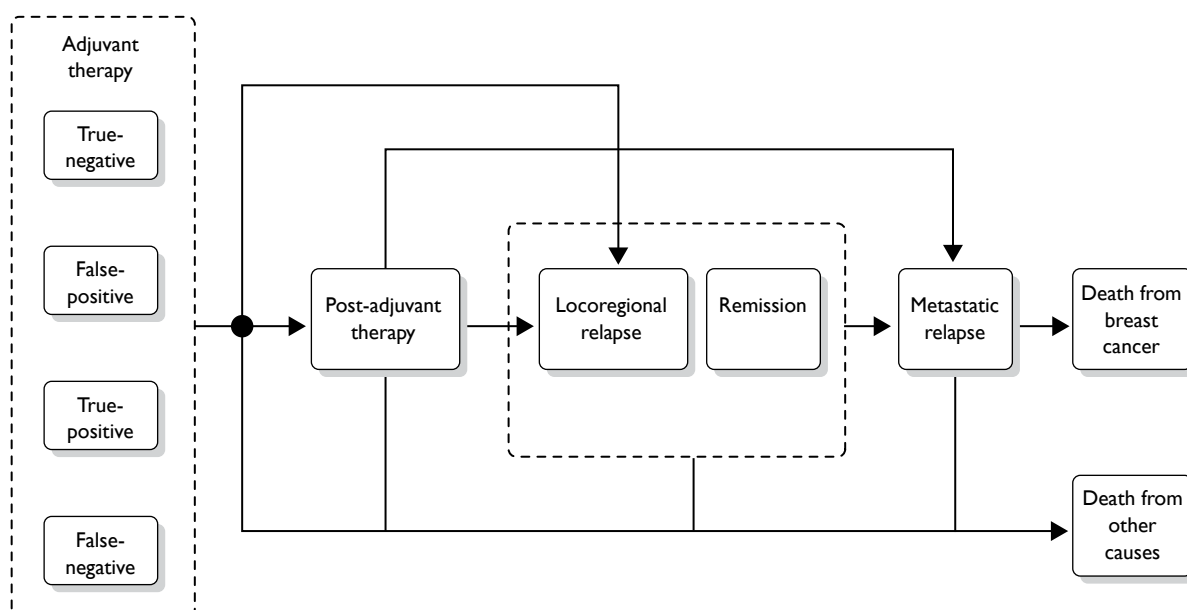 Adjuvant
therapy
True-
negative
False-
positive
True-
positive
False-
negative
Post-adjuvant
therapy
Locoregional
relapse
Remission
Metastatic
relapse
Death from
breast
cancer
Death from
other
causes